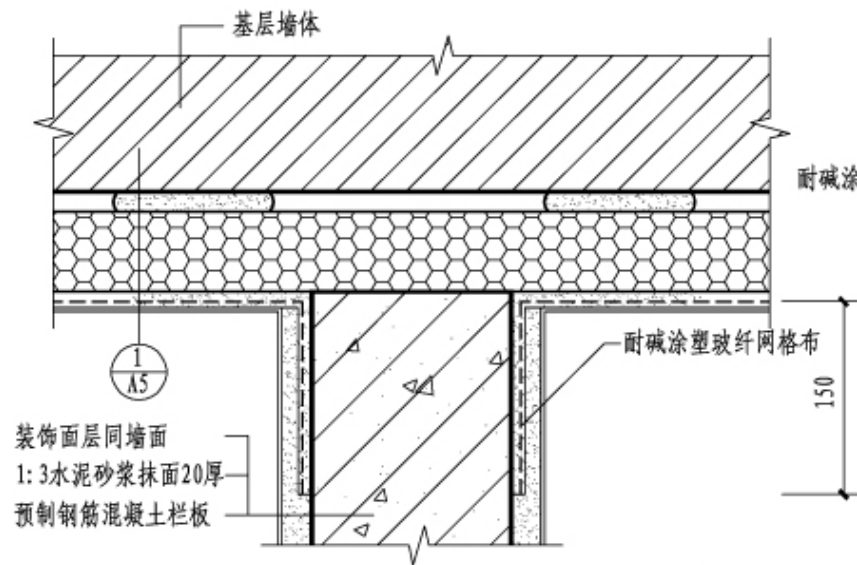 基层墙体
耐碱涂
耐碱涂塑玻纤网格布
150
1
A5
装饰面层同墙面
1:3水泥砂浆抹面20厚
预制钢筋混凝土栏板